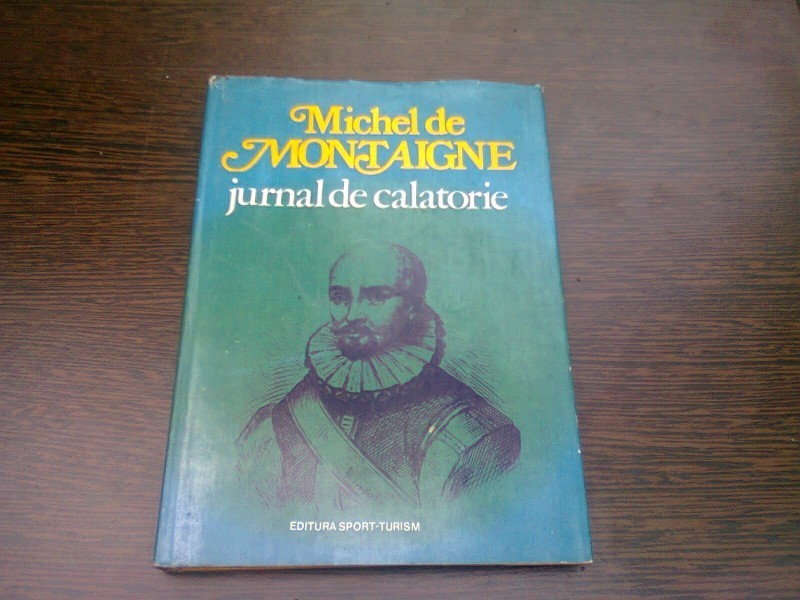 Michel de
MONTAIGNE
jurnal de calatorie
EDITURA SPORT-TURISM